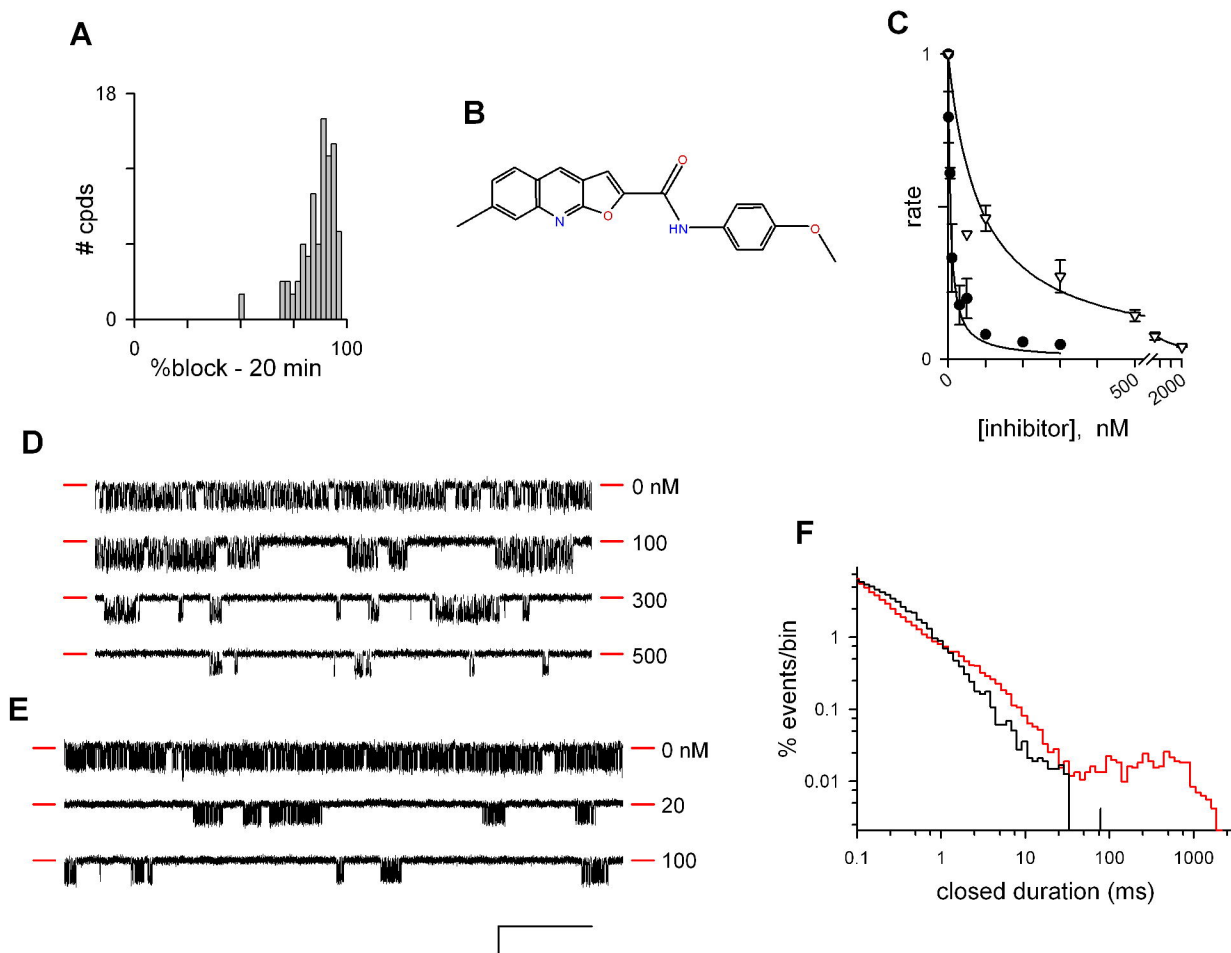 A
18
# cpds
0
0
100
%block - 20 min
B
O
N
O
HN
O
C
1
rate
0
0
500
2000
[inhibitor], nM
D
0 nM
100
300
500
E
0 nM
20
100
F
% events/bin
1
0.1
0.01
0.1
1
10
100
1000
closed duration (ms)